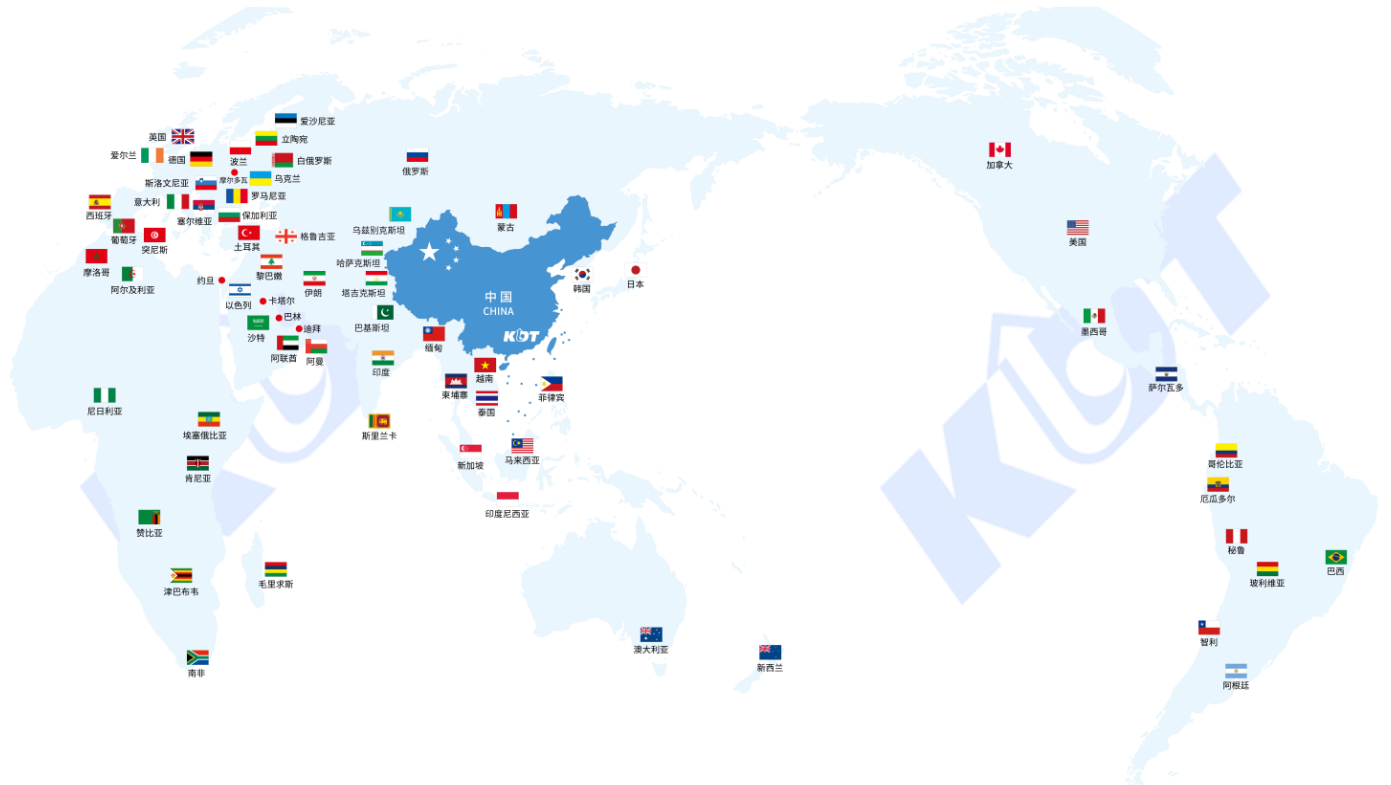 爱沙尼亚
英国
立陶宛
爱尔兰
德国
波兰
白俄罗斯
俄罗斯
加拿大
摩尔多瓦
乌克兰
斯洛文尼亚
罗马尼亚
意大利
西班牙
塞尔维亚
保加利亚
乌兹别克斯坦
蒙古
美国
葡萄牙
突尼斯
土耳其
格鲁吉亚
哈萨克斯坦
摩洛哥
阿尔及利亚
约旦
黎巴嫩
伊朗
塔吉克斯坦
韩国
日本
中国
CHINA
以色列
卡塔尔
巴林
迪拜
沙特
巴基斯坦
KDT
阿联酋
阿曼
缅甸
墨西哥
印度
越南
柬埔寨
泰国
菲律宾
萨尔瓦多
尼日利亚
埃塞俄比亚
斯里兰卡
新加坡
马来西亚
哥伦比亚
肯尼亚
厄瓜多尔
印度尼西亚
赞比亚
秘鲁
津巴布韦
毛里求斯
玻利维亚
巴西
澳大利亚
新西兰
智利
南非
阿根廷